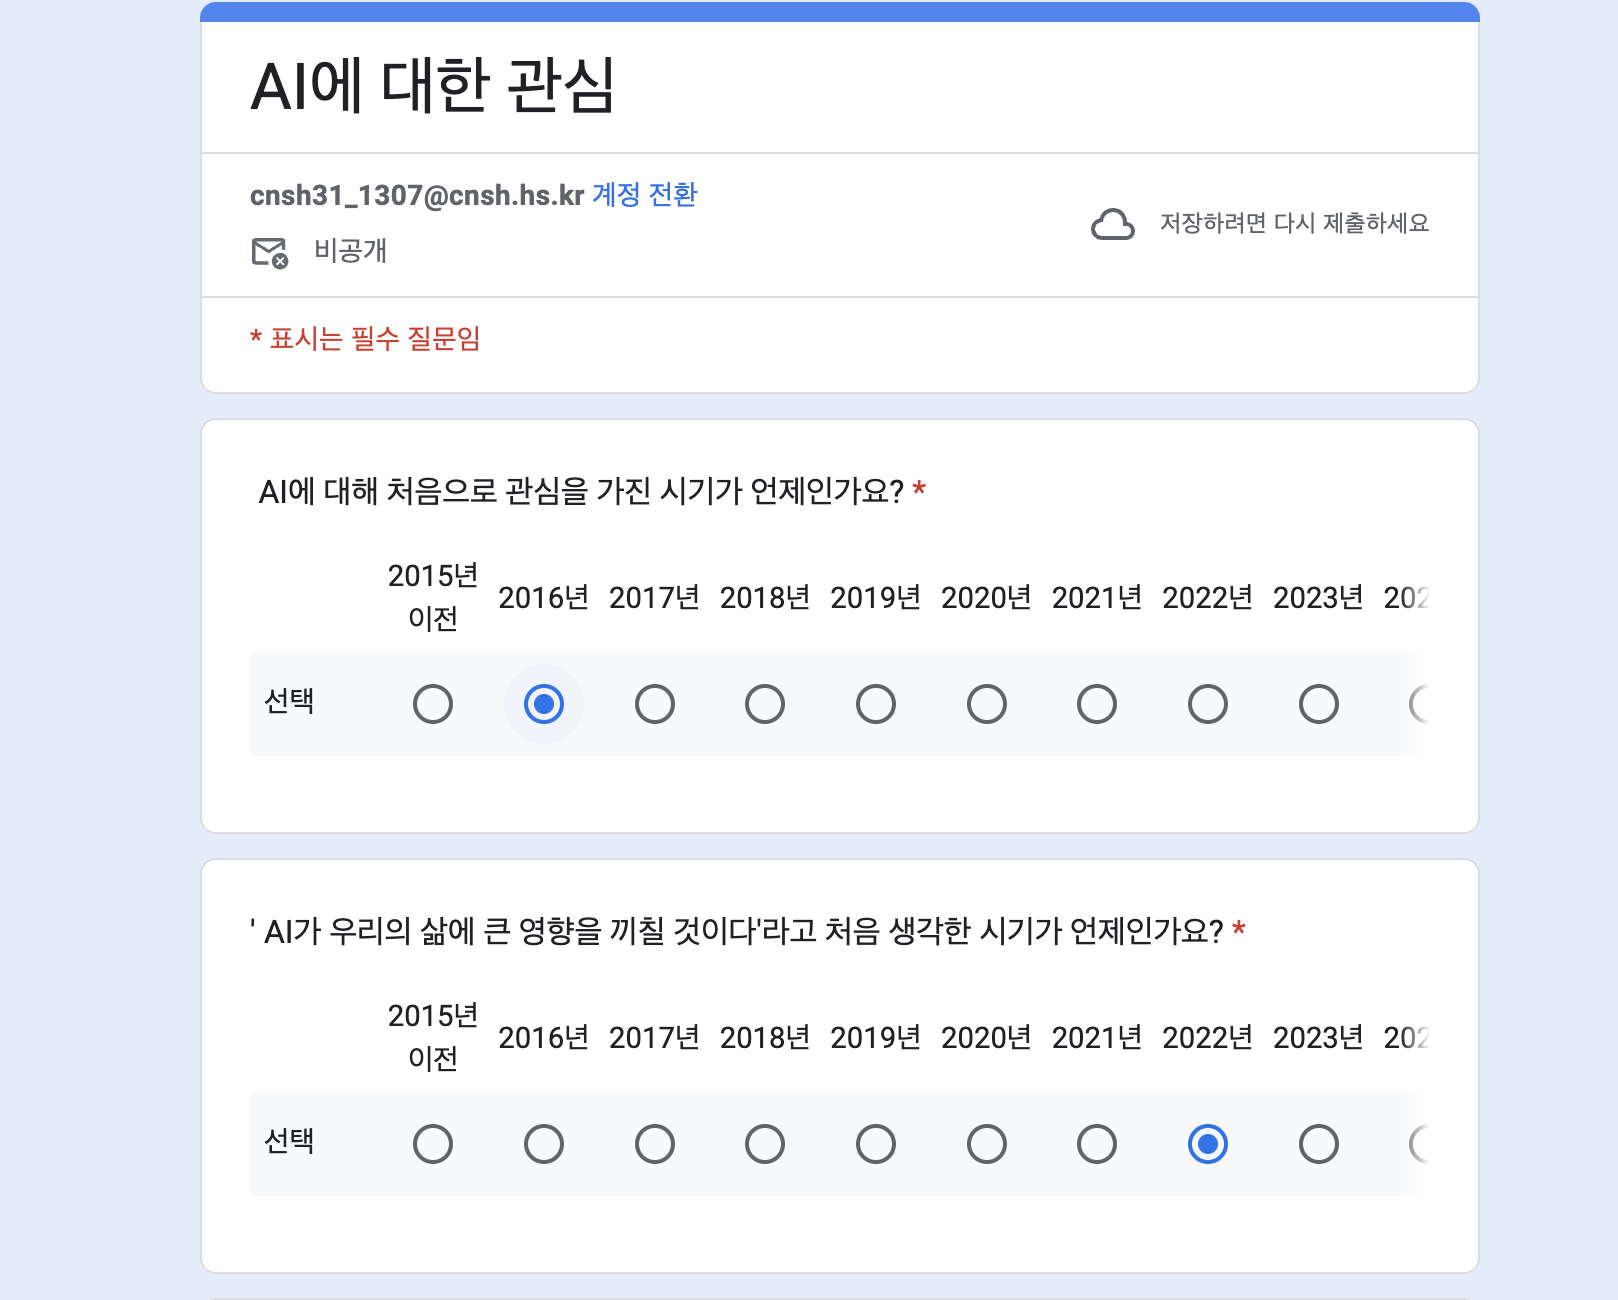 AI에 대한 관심
cnsh31_1307@cnsh.hs.kr 계정 전환
비공개
저장하려면 다시 제출하세요
* 표시는 필수 질문임
AI에 대해 처음으로 관심을 가진 시기가 언제인가요? *
2015년 이전 2016년 2017년 2018년 2019년 2020년 2021년 2022년 2023년
선택
' AI가 우리의 삶에 큰 영향을 끼칠 것이다'라고 처음 생각한 시기가 언제인가요? *
2015년 이전 2016년 2017년 2018년 2019년 2020년 2021년 2022년 2023년
선택